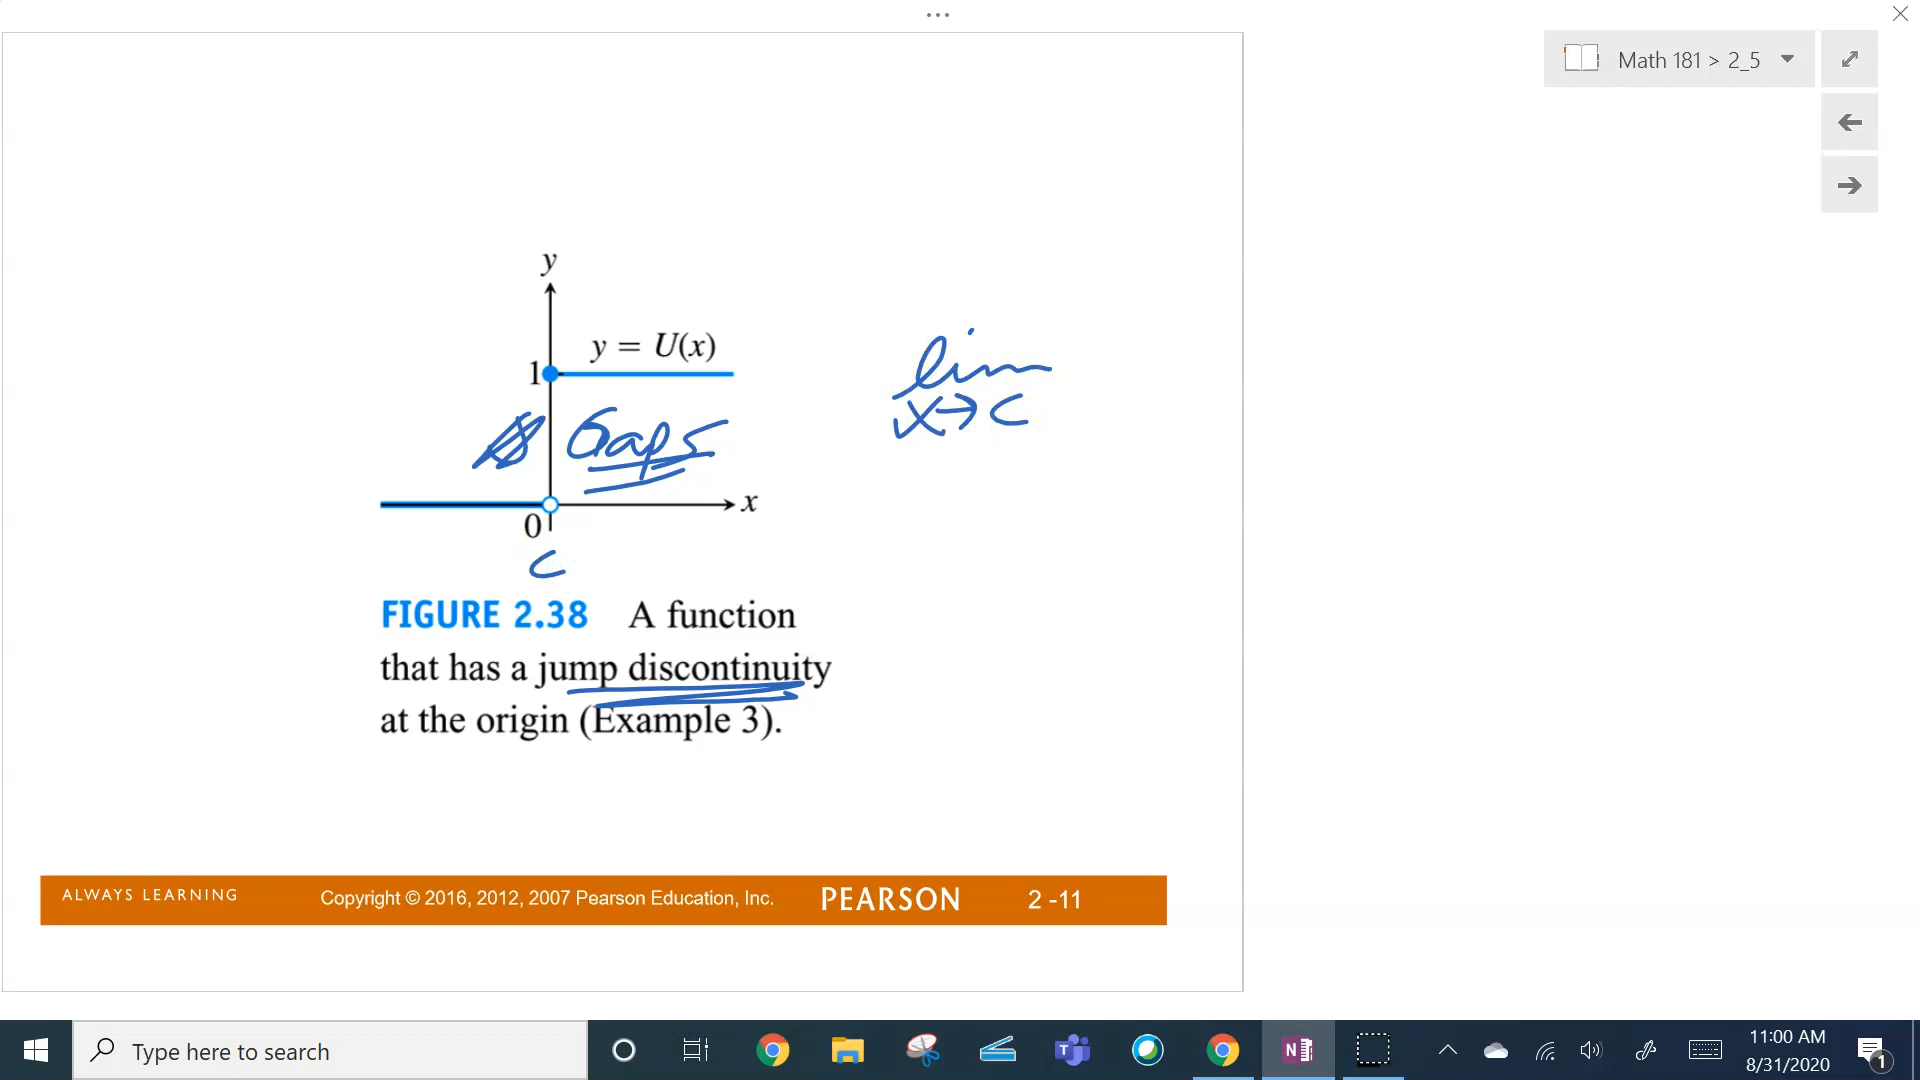 Math 181 > 2_5
y
y = U(x)
1
lim
x→c
Gaps
x
0
c
FIGURE 2.38 A function
that has a jump discontinuity
at the origin (Example 3).
ALWAYS LEARNING Copyright © 2016, 2012, 2007 Pearson Education, Inc. PEARSON 2 -11
Type here to search
11:00 AM
8/31/2020
1